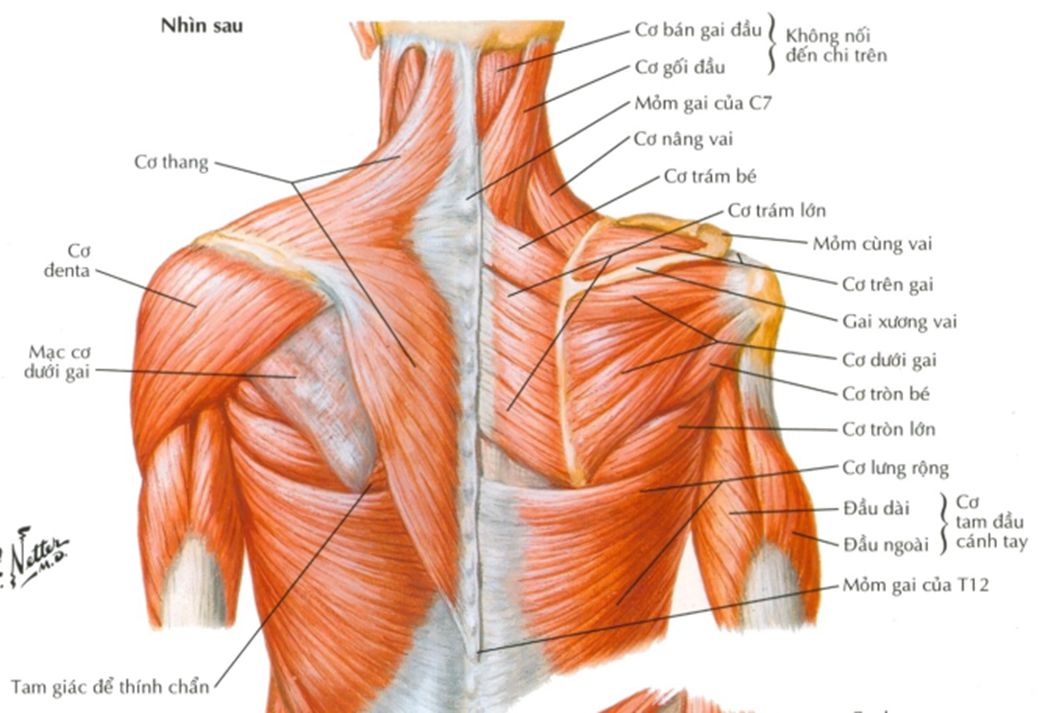 Nhìn sau
Cơ bán gai đầu
Cơ gối đầu
Không nối
đến chi trên
Mỏm gai của C7
Cơ nâng vai
Cơ trám bé
Cơ trám lớn
Mỏm cùng vai
Cơ trên gai
Gai xương vai
Cơ dưới gai
Cơ tròn bé
Cơ tròn lớn
Cơ lưng rộng
Đầu dài
Đầu ngoài
Cơ
tam đầu
cánh tay
Mỏm gai của T12
Cơ thang
Cơ
denta
Mạc cơ
dưới gai
Netter
M.D.
Tam giác để thính chẩn